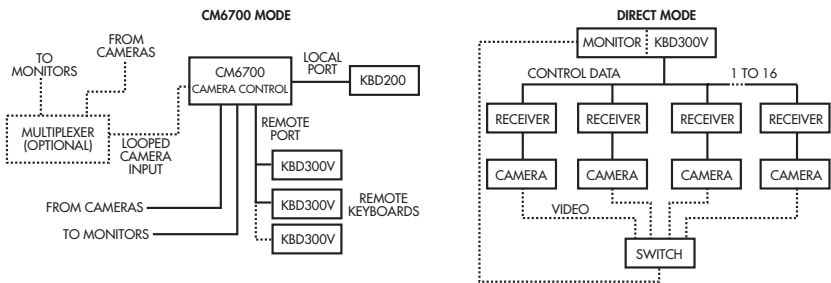 CM6700 MODE
FROM
CAMERAS
TO
MONITORS
CM6700
CAMERA CONTROL
LOCAL
PORT
KBD200
MULTIPLEXER
(OPTIONAL)
LOOPED
CAMERA
INPUT
REMOTE
PORT
KBD300V
KBD300V
KBD300V
REMOTE
KEYBOARDS
FROM CAMERAS
TO MONITORS
DIRECT MODE
MONITOR KBD300V
CONTROL DATA 1 TO 16
RECEIVER RECEIVER RECEIVER RECEIVER
CAMERA CAMERA CAMERA CAMERA
VIDEO
SWITCH